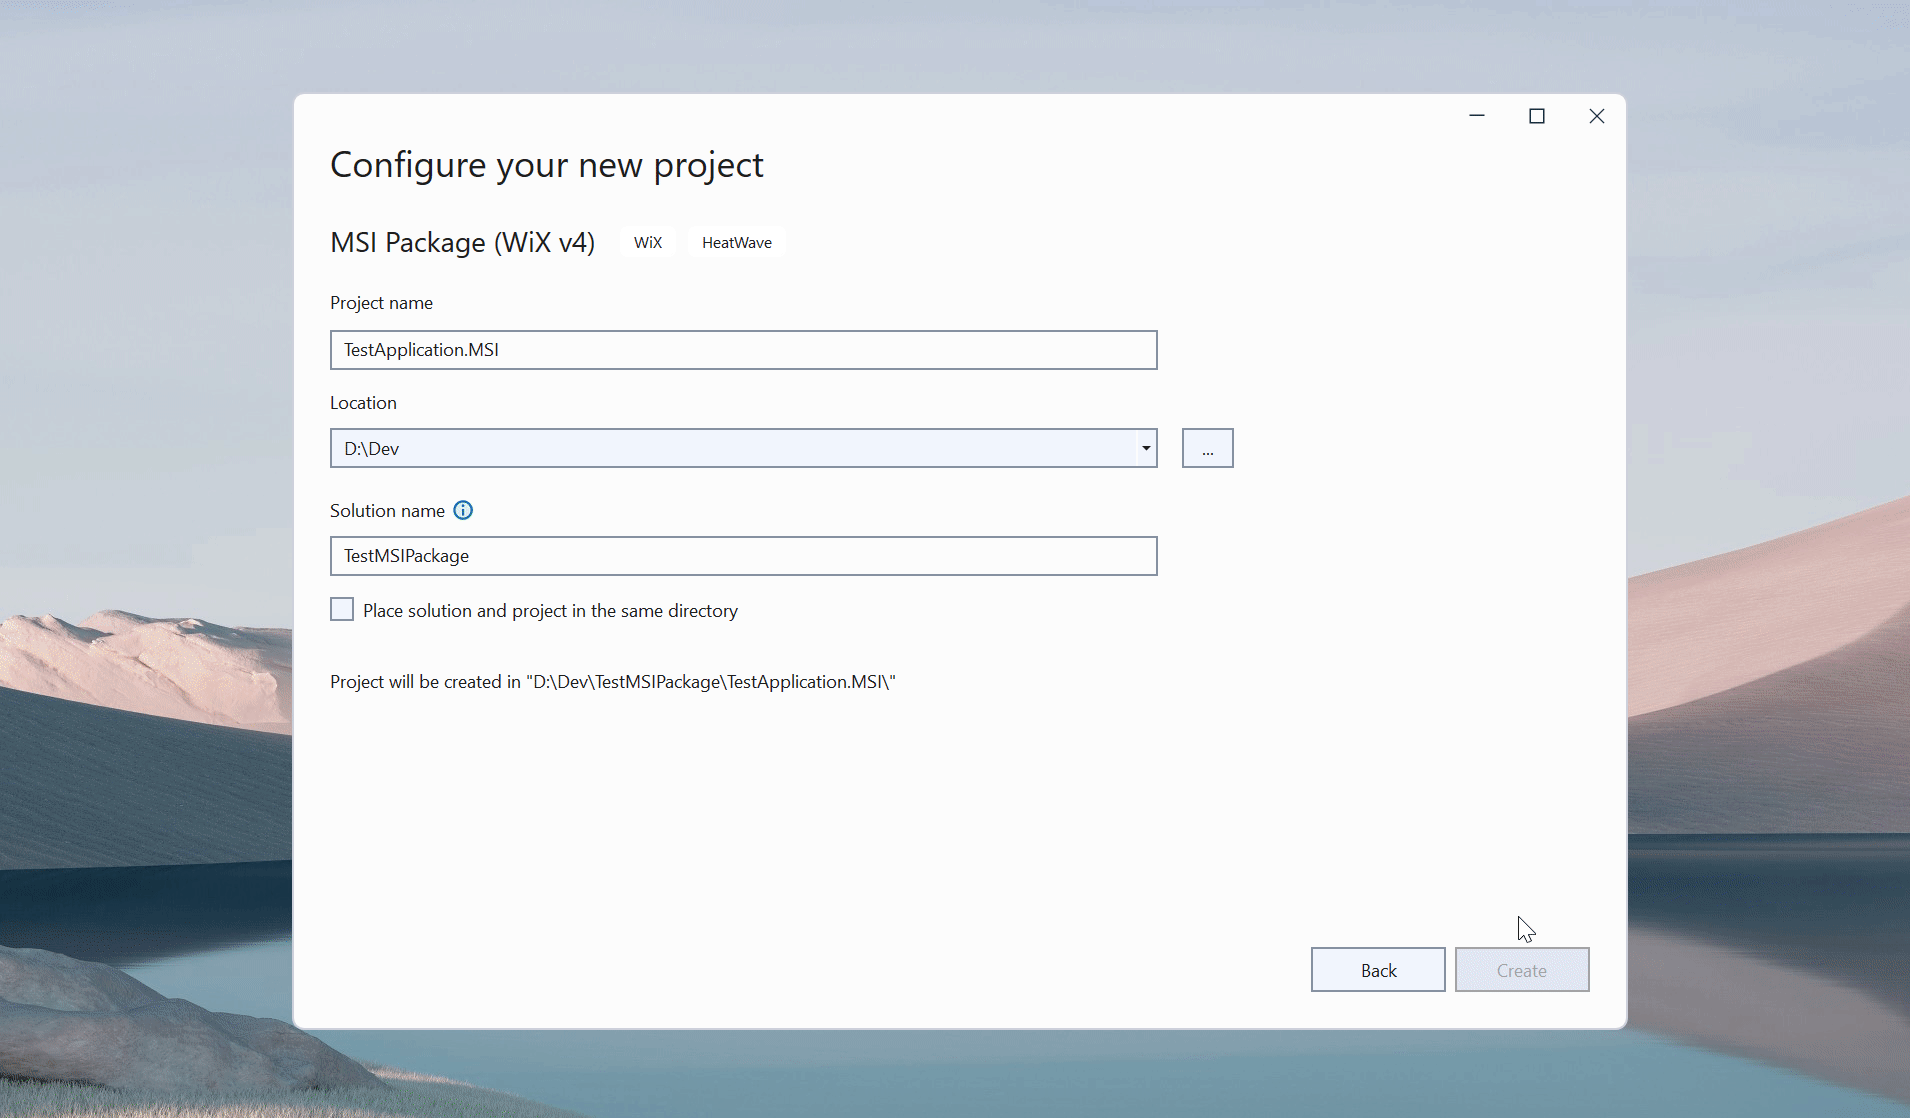 Configure your new project
MSI Package (WiX v4) WiX HeatWave
Project name
TestApplication.MSI
Location
D:\Dev
...
Solution name
TestMSIPackage
Place solution and project in the same directory
Project will be created in "D:\Dev\TestMSIPackage\TestApplication.MSI\"
Back Create